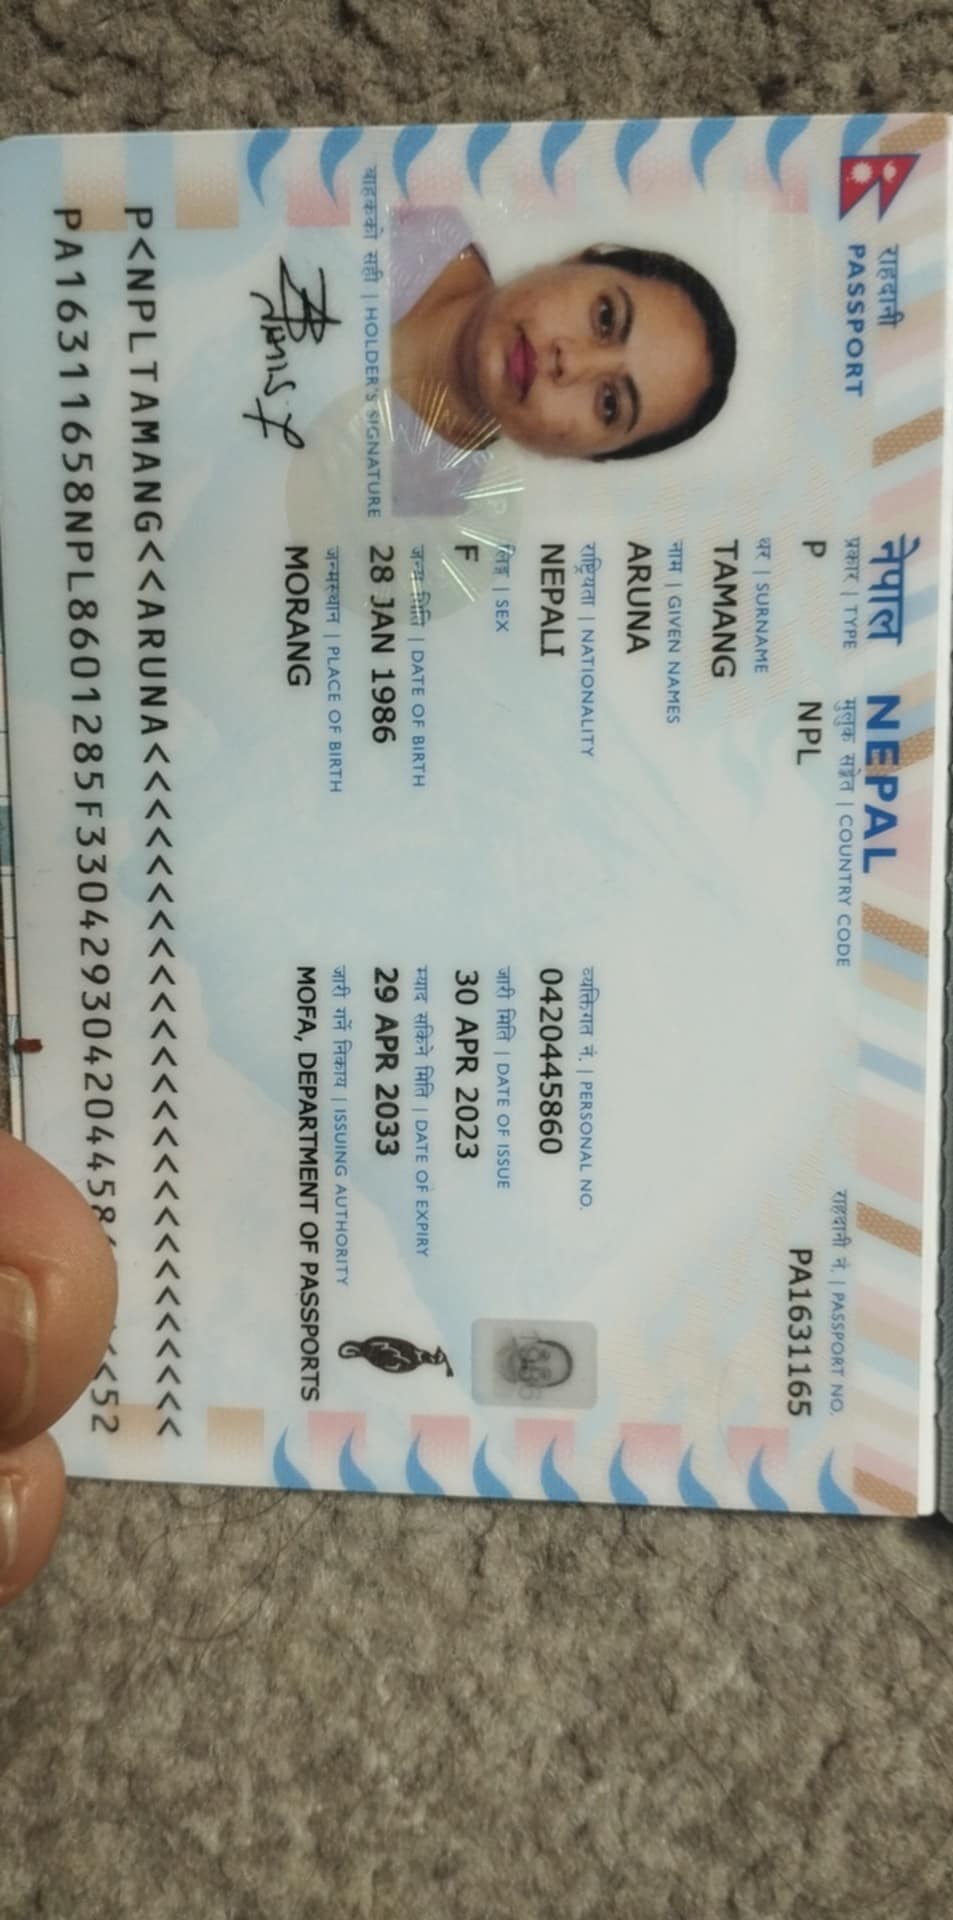 राहदानी
PASSPORT
नेपाल NEPAL
प्रकार | TYPE
मुलुक सङ्केत | COUNTRY CODE
राहदानी नं. | PASSPORT NO.
P
NPL
PA1631165
थर | SURNAME
TAMANG
नाम | GIVEN NAMES
ARUNA
राष्ट्रियता | NATIONALITY
व्यक्तिगत नं. | PERSONAL NO.
NEPALI
0420445860
लिङ्ग | SEX
जारी मिति | DATE OF ISSUE
F
30 APR 2023
जन्म मिति | DATE OF BIRTH
म्याद सकिने मिति | DATE OF EXPIRY
28 JAN 1986
29 APR 2033
जन्मस्थान | PLACE OF BIRTH
जारी गर्ने निकाय | ISSUING AUTHORITY
MORANG
MOFA, DEPARTMENT OF PASSPORTS
वाहकको सही | HOLDER'S SIGNATURE
P<NPLTAMANG<<ARUNA<<<<<<<<<<<<<<<<<<<<<<<<<<
PA16311658NPL8601285F330429304204458 <<52